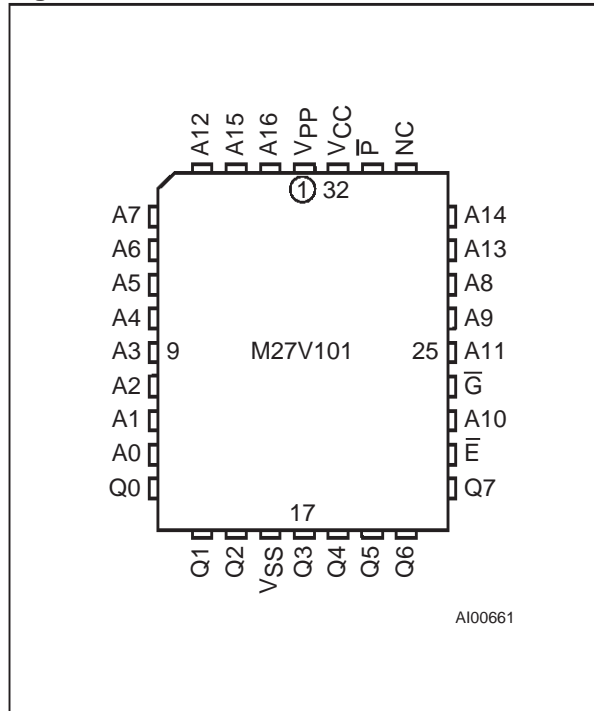 A12 A15 A16 VPP VCC P̅ NC
1 32
A7 A14
A6 A13
A5 A8
A4 A9
A3 9 M27V101 25 A11
A2 G̅
A1 A10
A0 E̅
Q0 Q7
17
Q1 Q2 VSS Q3 Q4 Q5 Q6
AI00661